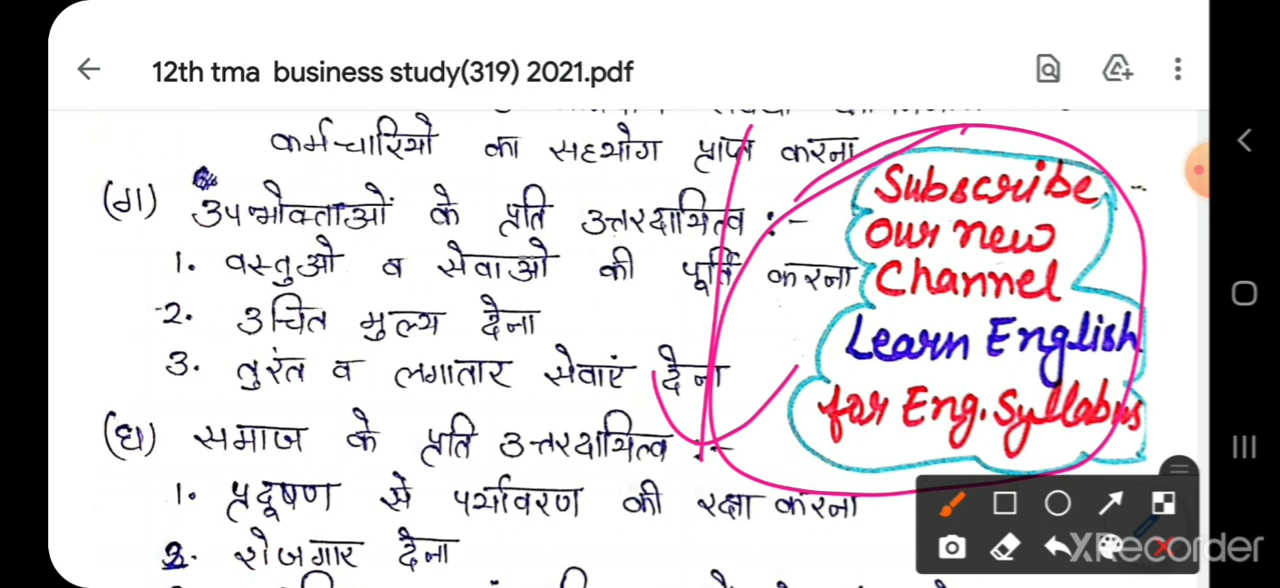 12th tma business study(319) 2021.pdf
कर्मचारियो का सहयोग प्राप्त करना
(ग) उपभोक्ताओं के प्रति उत्तरदायित्व :-
1. वस्तुओ व सेवाओ की पूर्ति करना
2. उचित मुल्य देना
3. तुरंत व लगातार सेवाएं देना
(घ) समाज के प्रति उत्तरदायित्व :-
1. प्रदूषण से पर्यावरण की रक्षा करना
2. रोजगार देना
Subscribe
our new
Channel
Learn English
for Eng. Syllabus
XRecorder